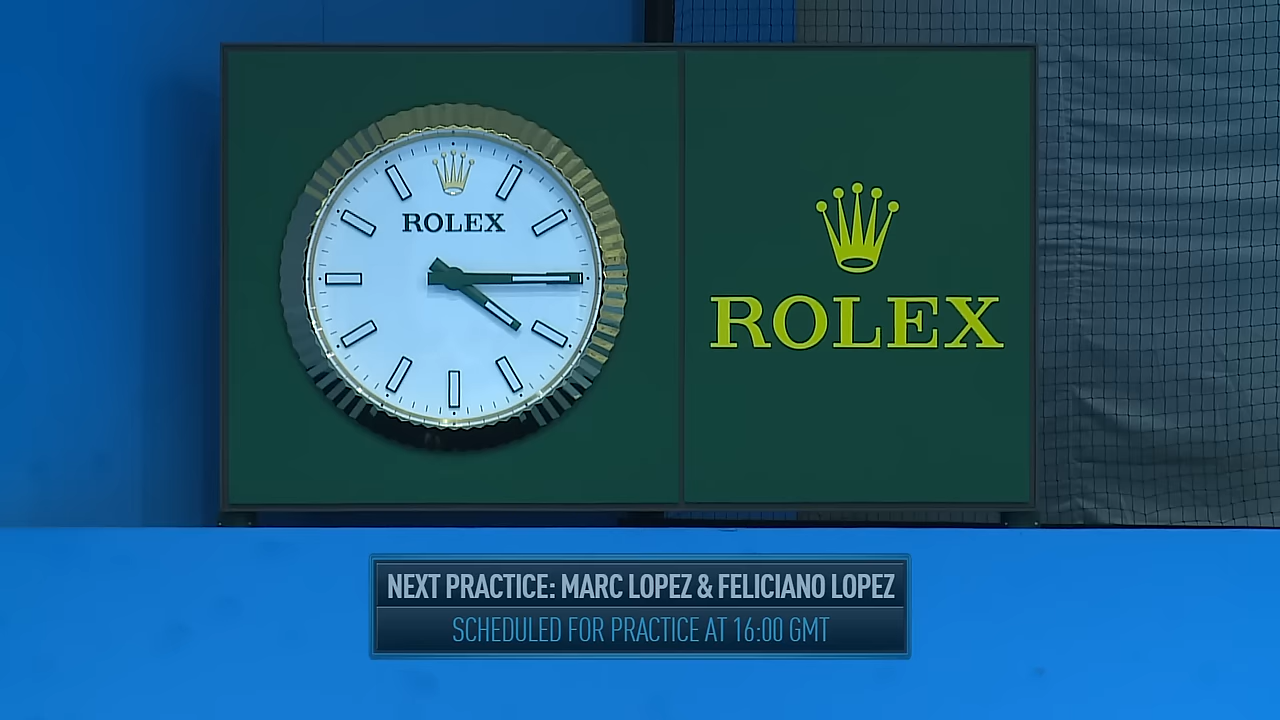 ROLEX
ROLEX
NEXT PRACTICE: MARC LOPEZ & FELICIANO LOPEZ
SCHEDULED FOR PRACTICE AT 16:00 GMT